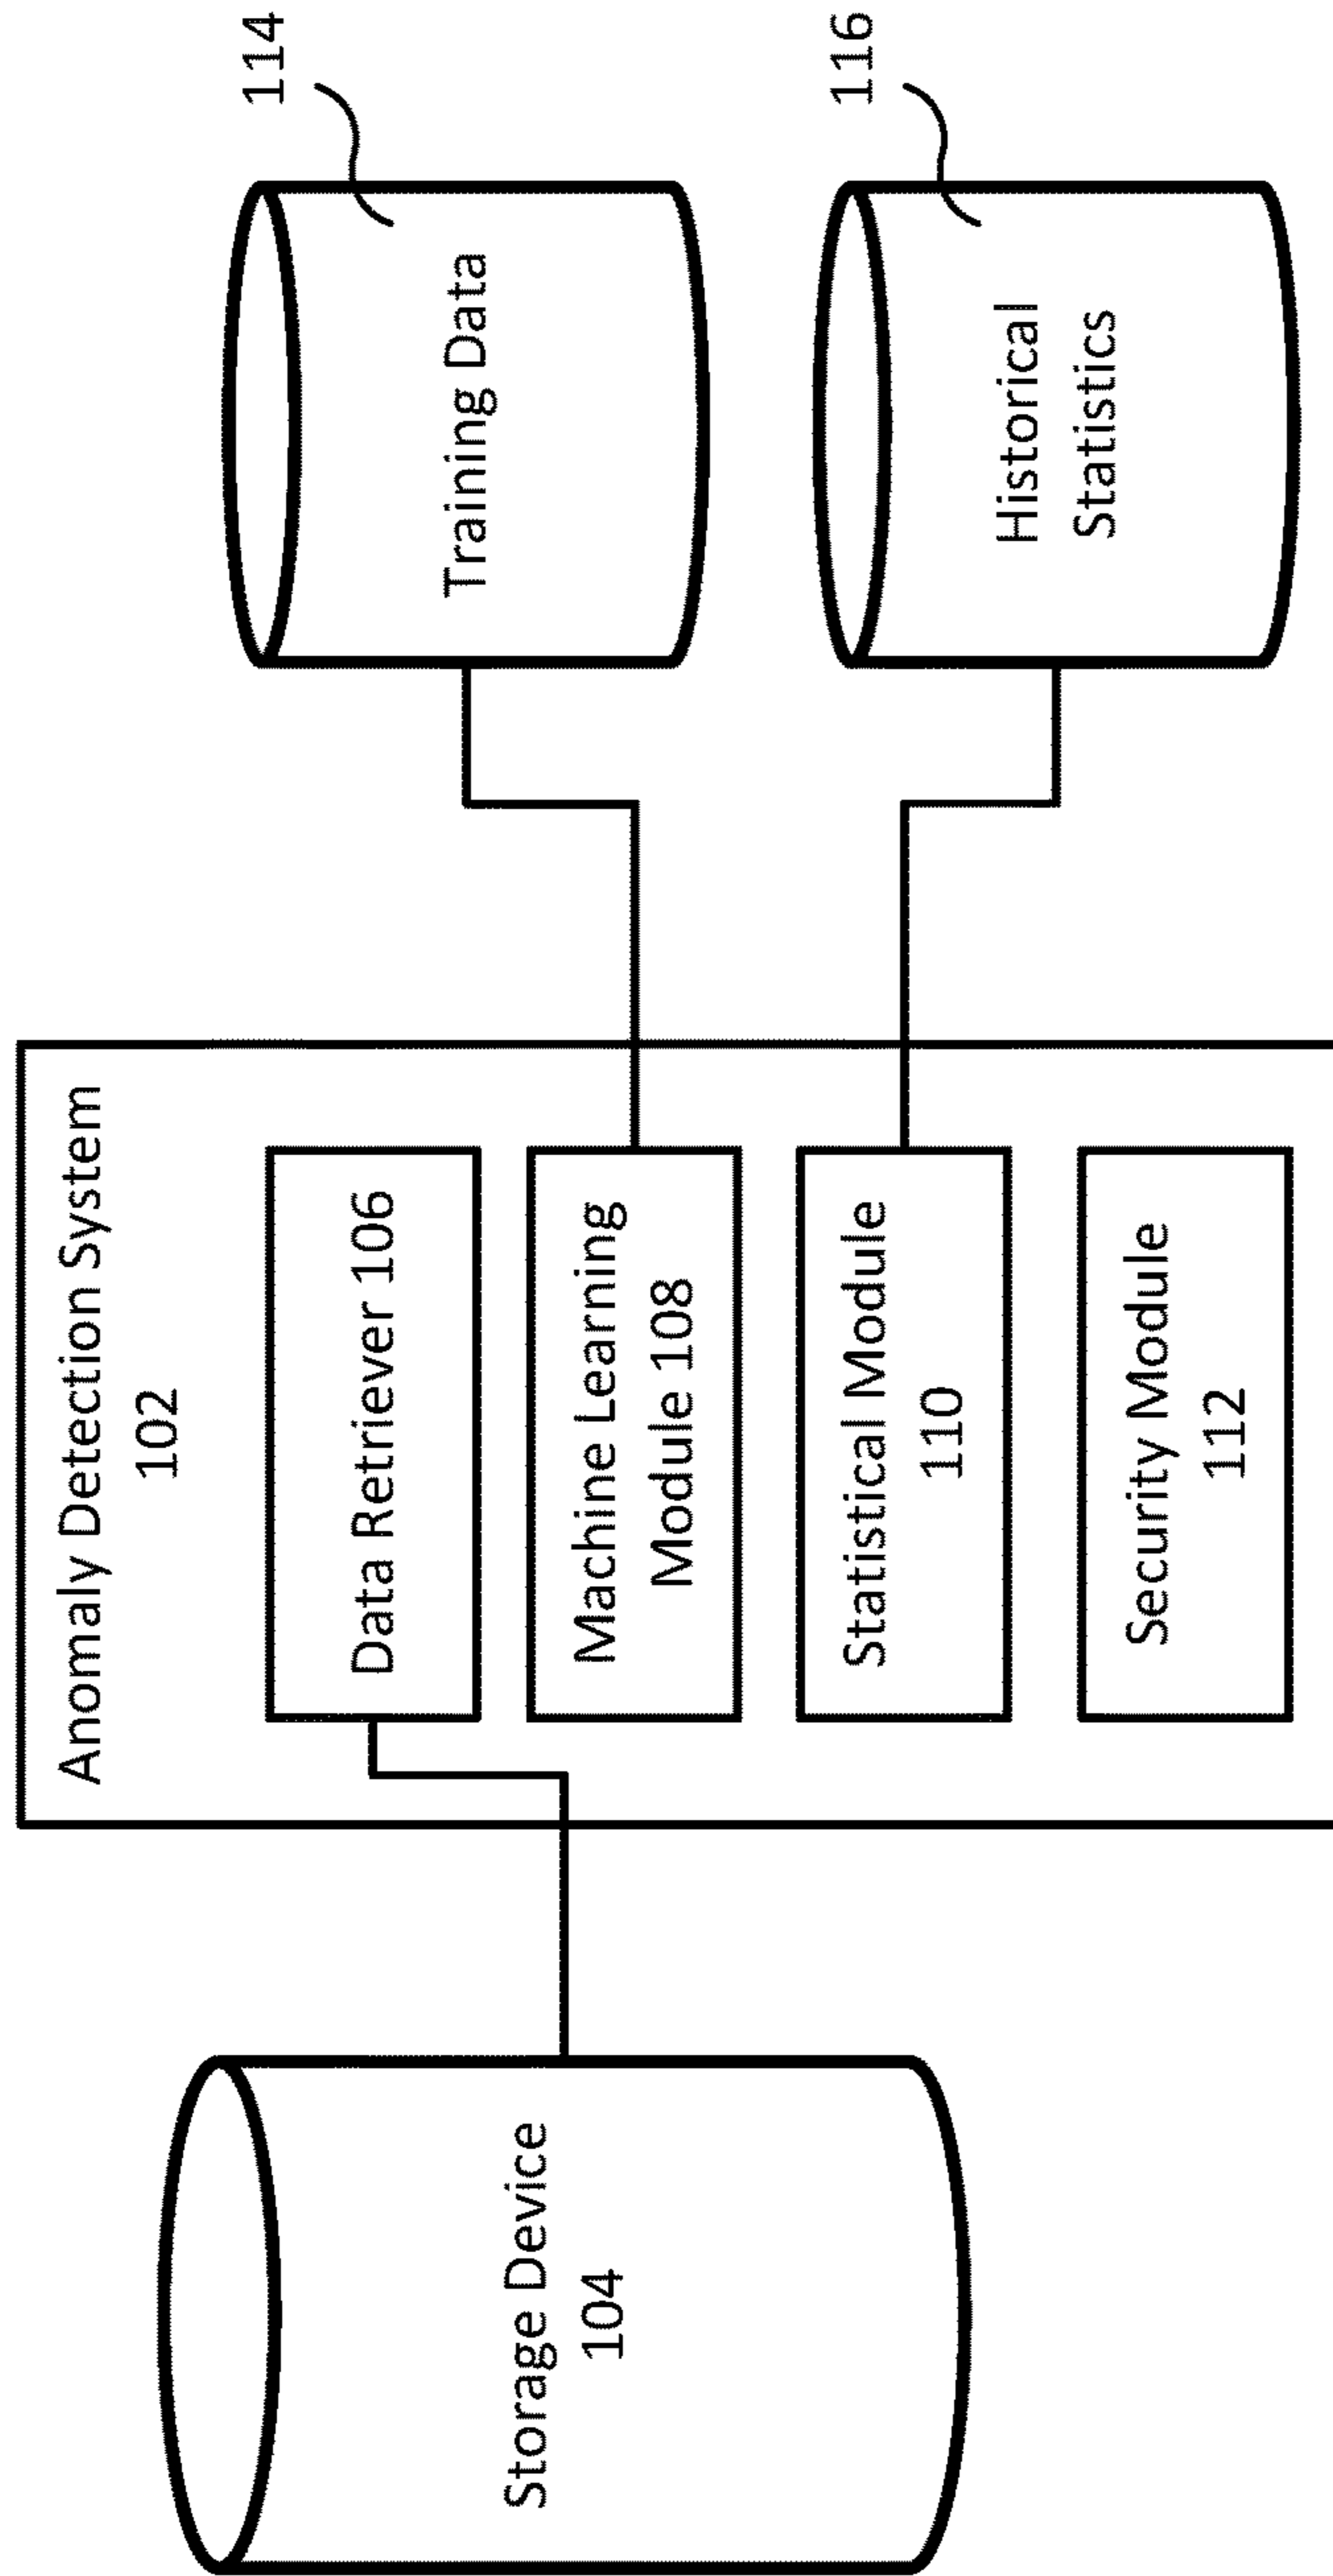 Storage Device
104
Anomaly Detection System
102
Data Retriever 106
Machine Learning
Module 108
Statistical Module
110
Security Module
112
114
Training Data
116
Historical
Statistics